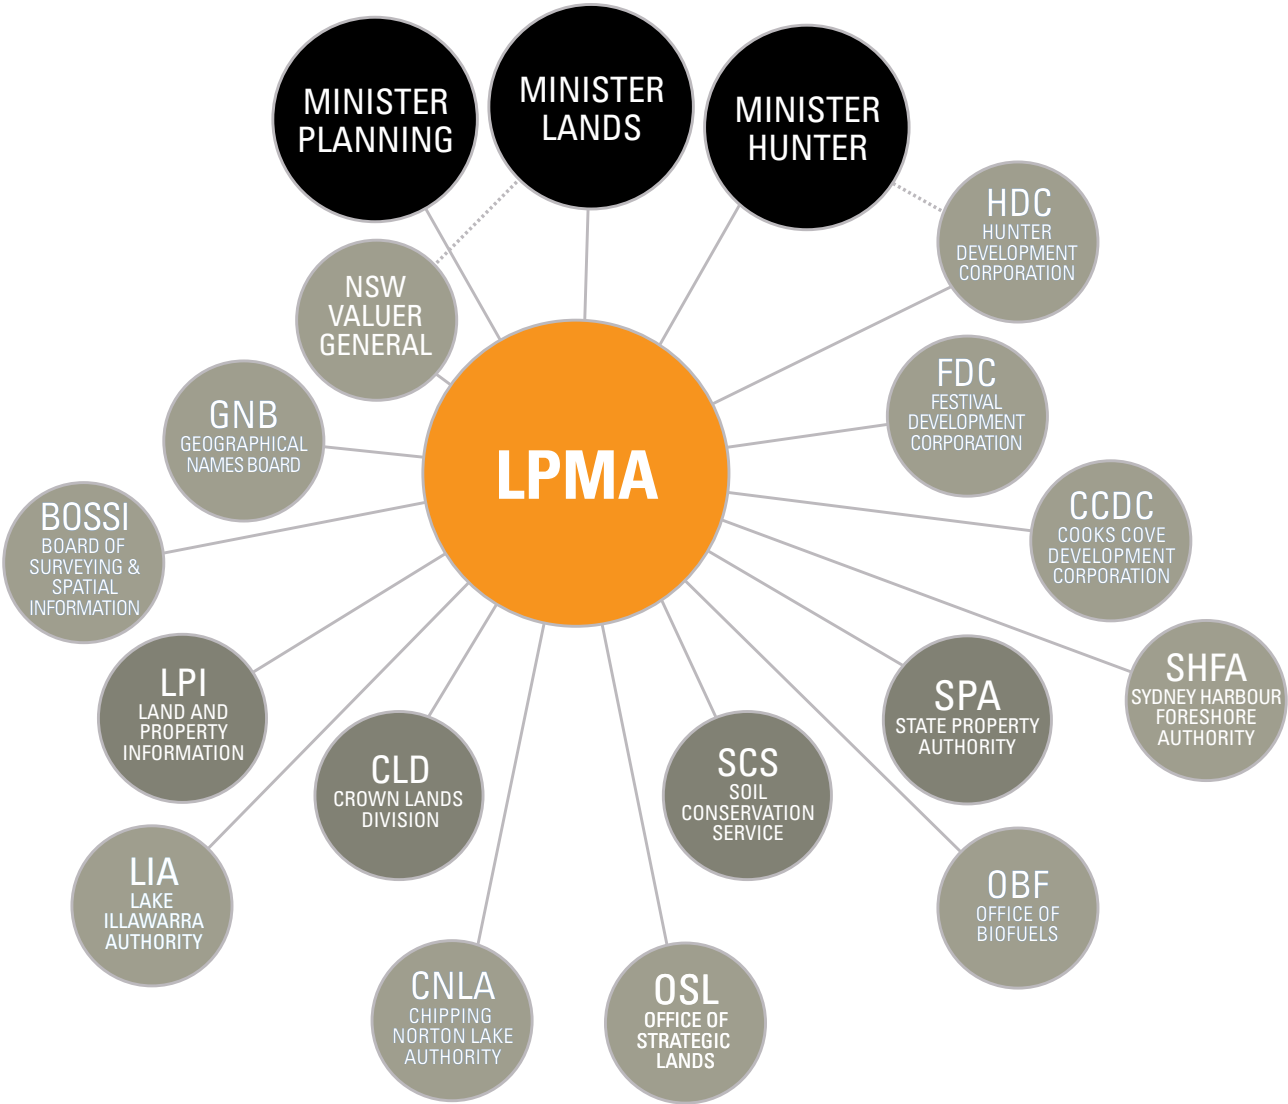 MINISTER
PLANNING
MINISTER
LANDS
MINISTER
HUNTER
HDC
HUNTER
DEVELOPMENT
CORPORATION
NSW
VALUER
GENERAL
FDC
FESTIVAL
DEVELOPMENT
CORPORATION
GNB
GEOGRAPHICAL
NAMES BOARD
LPMA
BOSSI
BOARD OF
SURVEYING &
SPATIAL
INFORMATION
CCDC
COOKS COVE
DEVELOPMENT
CORPORATION
LPI
LAND AND
PROPERTY
INFORMATION
CLD
CROWN LANDS
DIVISION
SCS
SOIL
CONSERVATION
SERVICE
SPA
STATE PROPERTY
AUTHORITY
SHFA
SYDNEY HARBOUR
FORESHORE
AUTHORITY
LIA
LAKE
ILLAWARRA
AUTHORITY
CNLA
CHIPPING
NORTON LAKE
AUTHORITY
OSL
OFFICE OF
STRATEGIC
LANDS
OBF
OFFICE OF
BIOFUELS